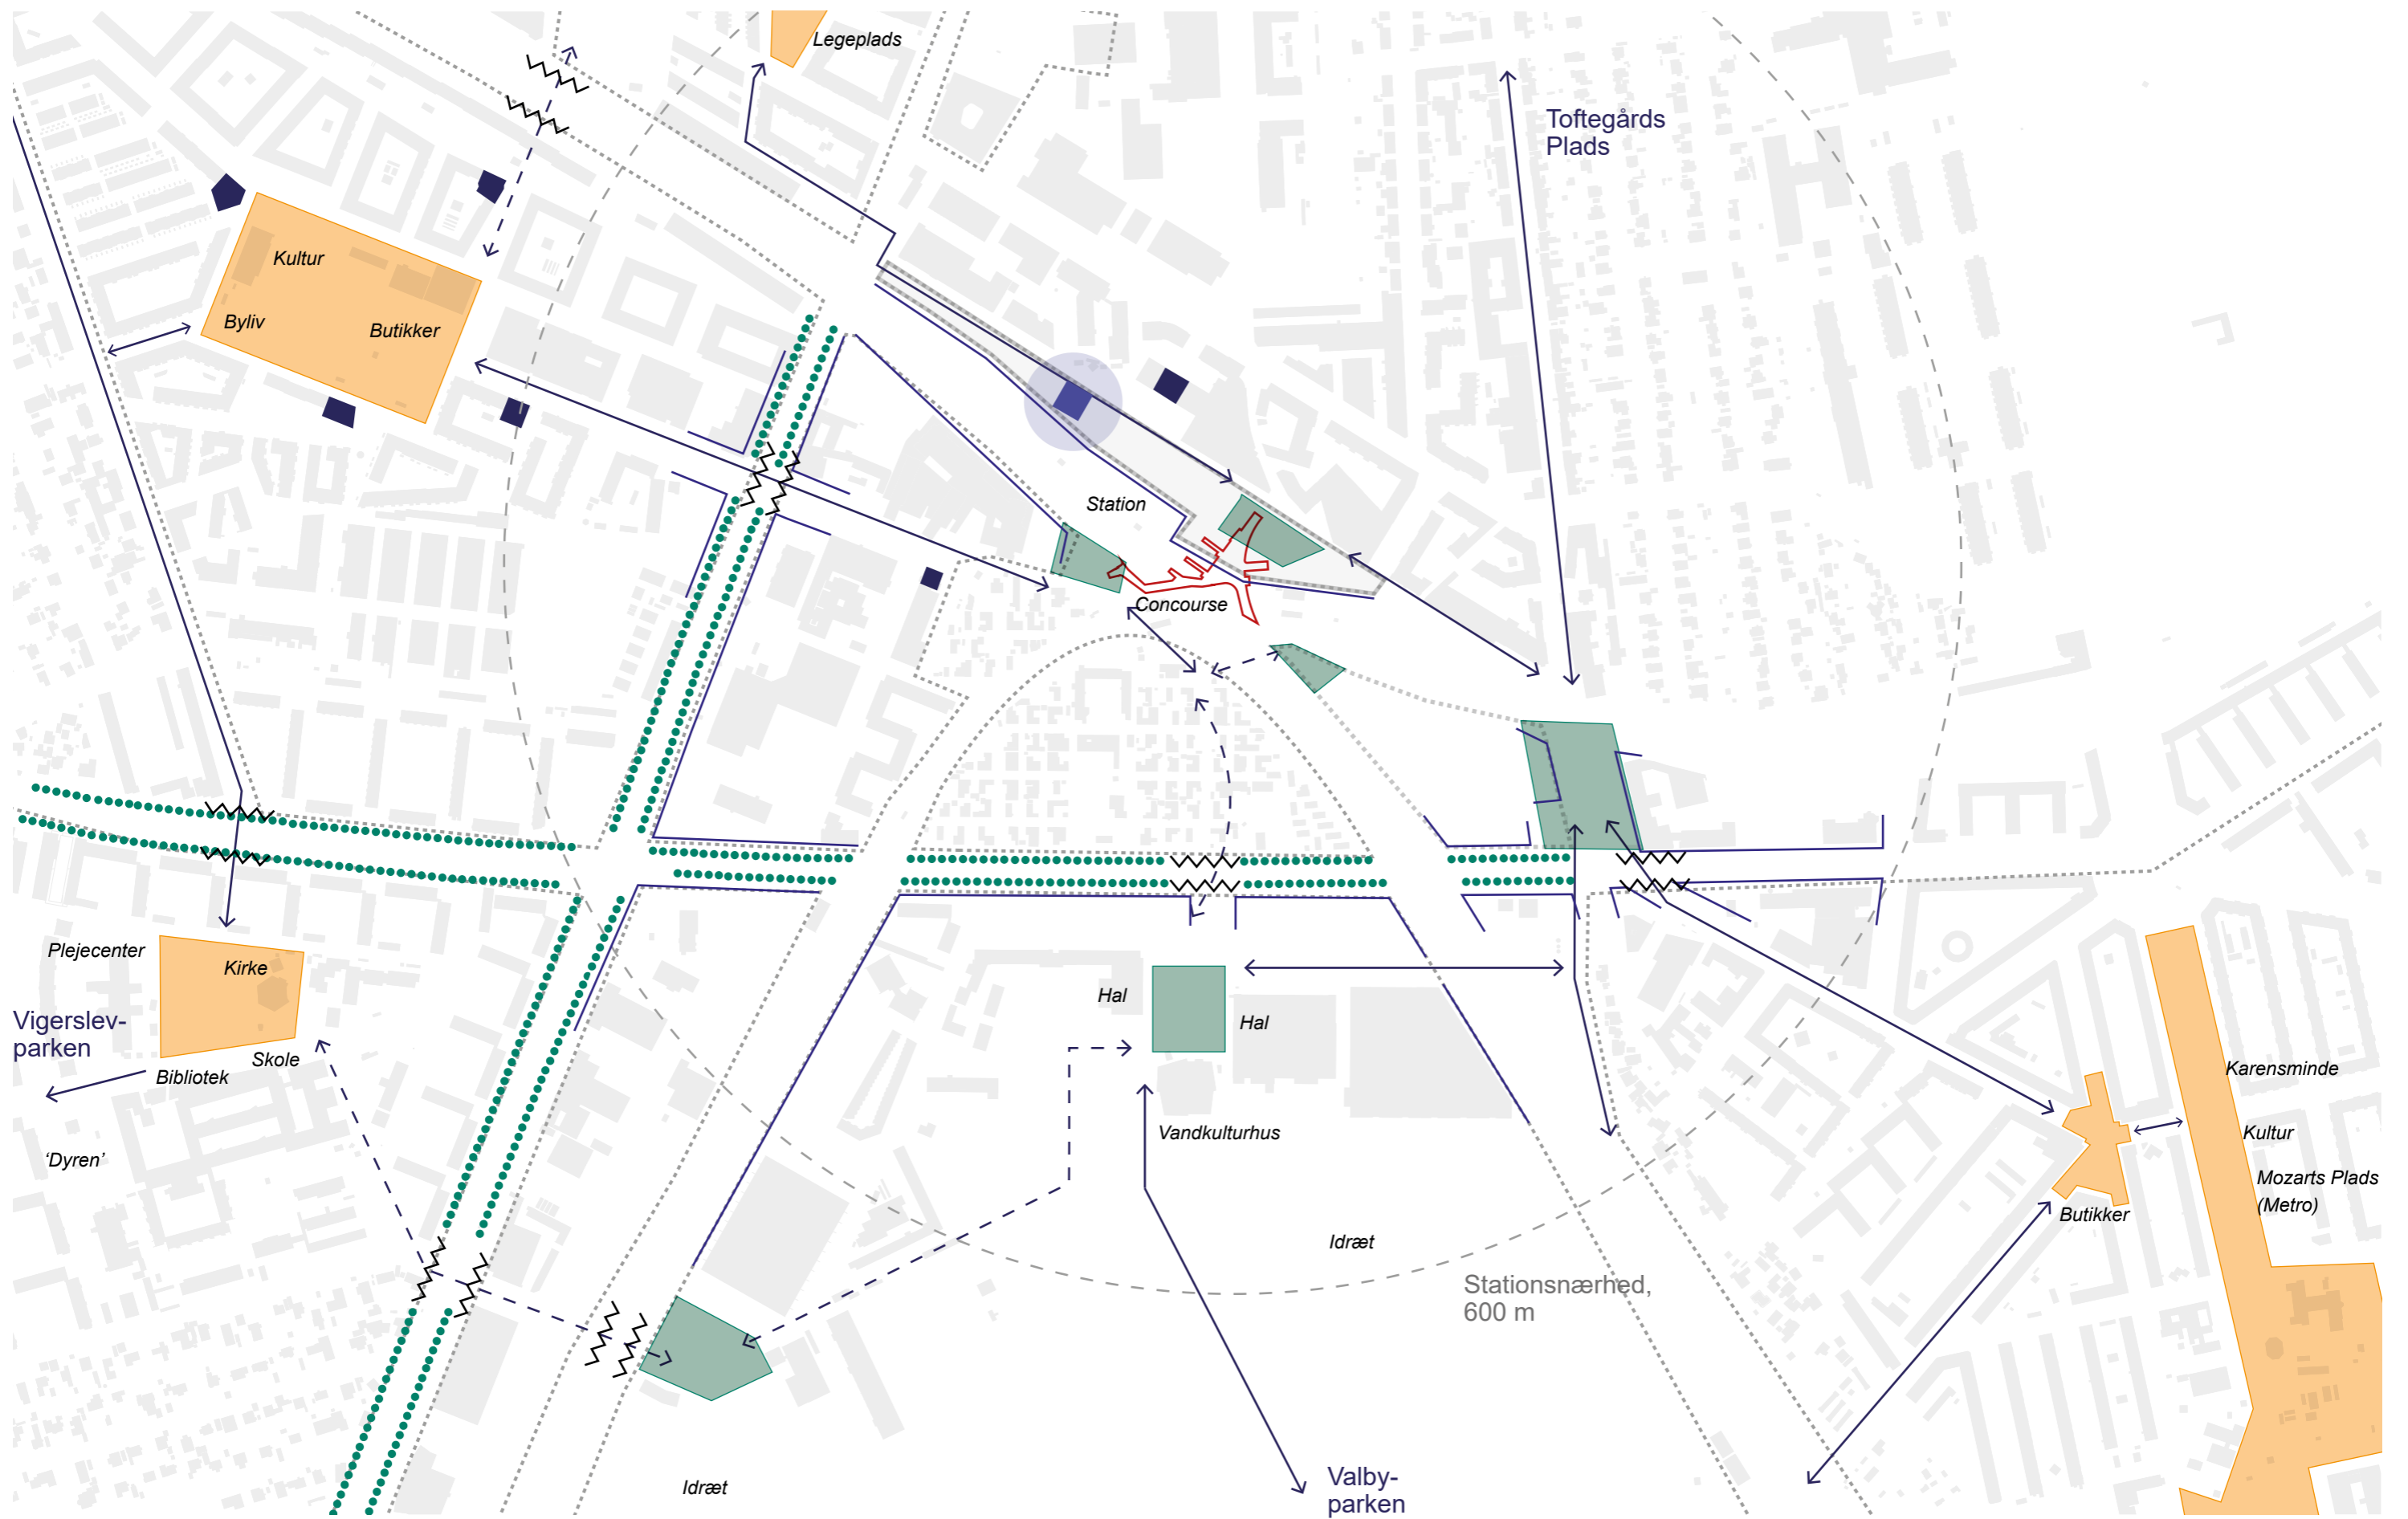 Legeplads
Toftegårds
Plads
Kultur
Byliv
Butikker
Station
Concourse
Plejecenter
Kirke
Vigerslev-
parken
Skole
Bibliotek
'Dyren'
Hal
Hal
Vandkulturhus
Karensminde
Kultur
Mozarts Plads
(Metro)
Butikker
Idræt
Stationsnærhed,
600 m
Idræt
Valby-
parken